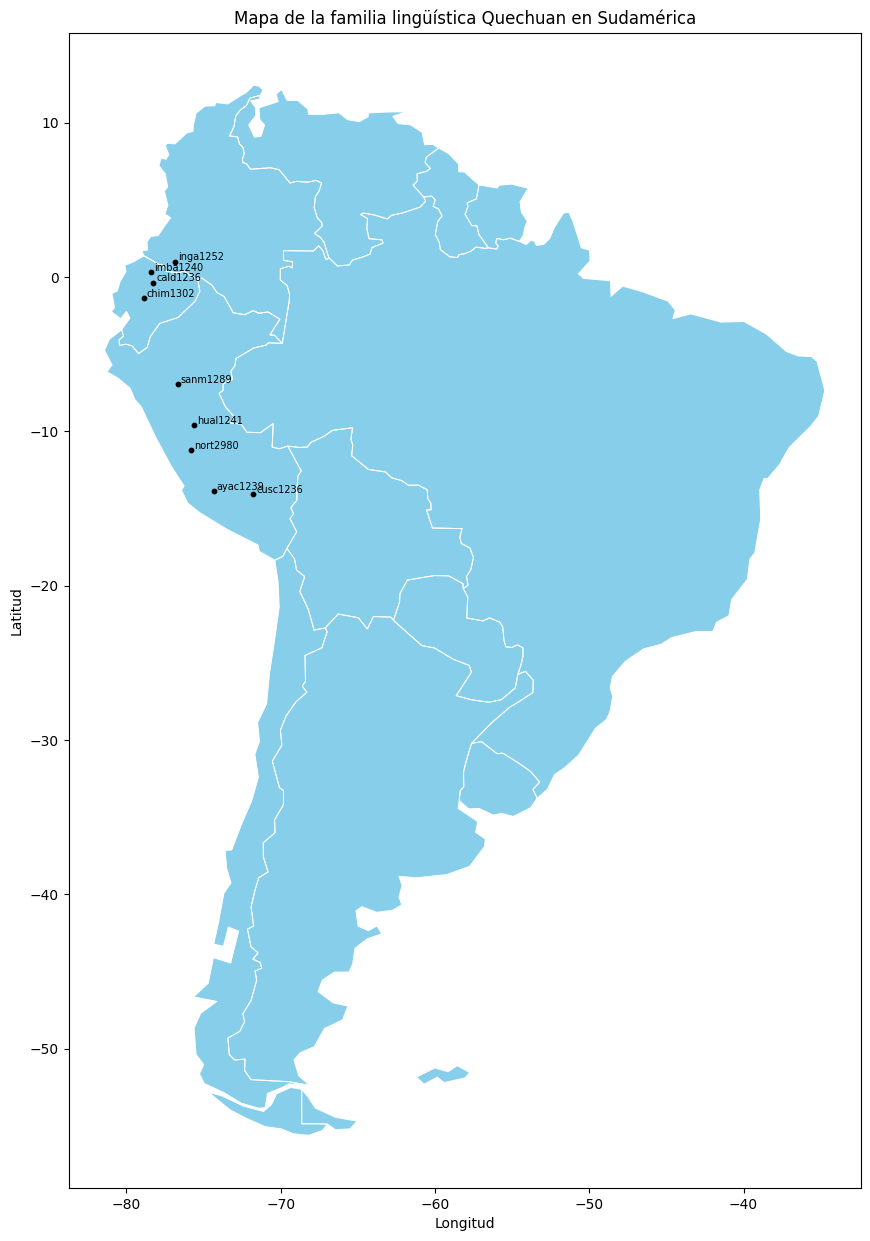 Mapa de la familia lingüística Quechuan en Sudamérica
10
0
−10
−20
−30
−40
−50
Latitud
inga1252
imba1240
cald1236
chim1302
sanm1289
hual1241
nort2980
ayac1239
cusc1236
−80
−70
−60
−50
−40
Longitud